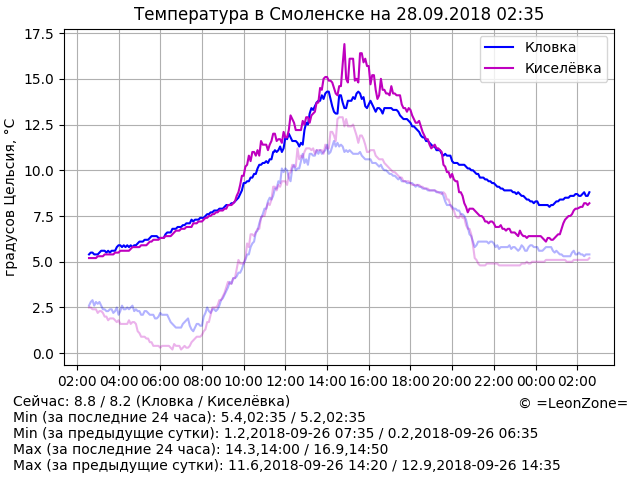 Температура в Смоленске на 28.09.2018 02:35
градусов Цельсия, °C
17.5
15.0
12.5
10.0
7.5
5.0
2.5
0.0
Кловка
Киселёвка
02:00 04:00 06:00 08:00 10:00 12:00 14:00 16:00 18:00 20:00 22:00 00:00 02:00
Сейчас: 8.8 / 8.2 (Кловка / Киселёвка)
© =LeonZone=
Min (за последние 24 часа): 5.4,02:35 / 5.2,02:35
Min (за предыдущие сутки): 1.2,2018-09-26 07:35 / 0.2,2018-09-26 06:35
Max (за последние 24 часа): 14.3,14:00 / 16.9,14:50
Max (за предыдущие сутки): 11.6,2018-09-26 14:20 / 12.9,2018-09-26 14:35